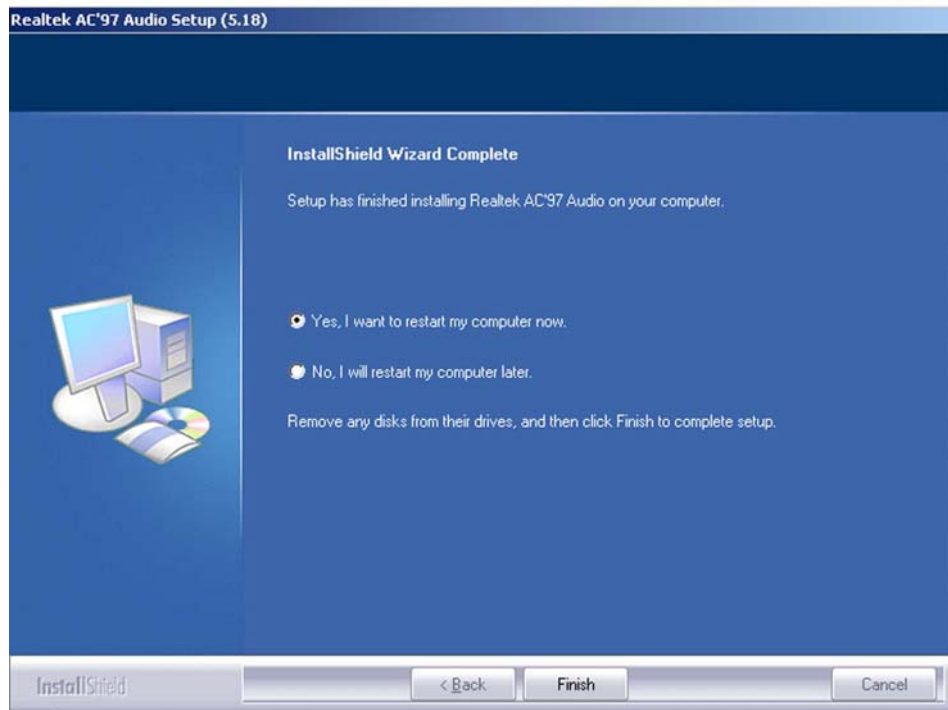 Realtek AC'97 Audio Setup (5.18)
InstallShield Wizard Complete
Setup has finished installing Realtek AC'97 Audio on your computer.
Yes, I want to restart my computer now.
No, I will restart my computer later.
Remove any disks from their drives, and then click Finish to complete setup.
InstallShield
< Back
Finish
Cancel